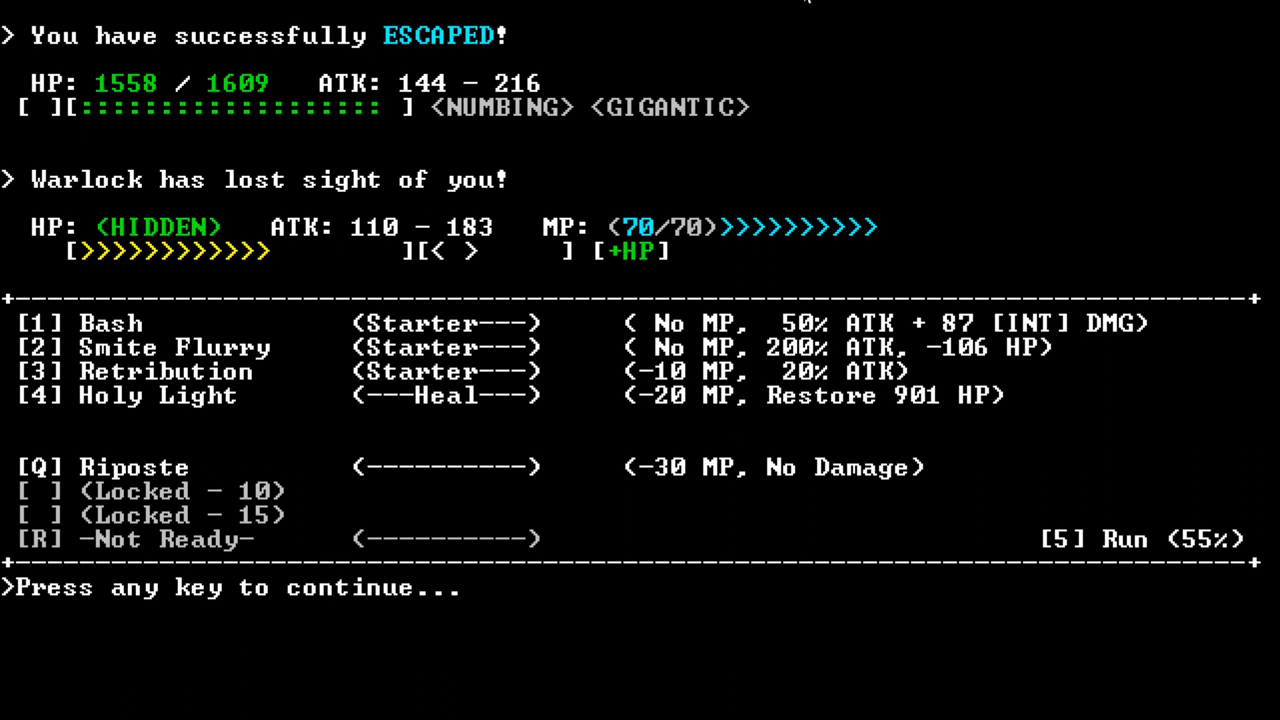 > You have successfully ESCAPED!
HP: 1558 / 1609   ATK: 144 - 216
[ ][:::::::::::::::::::  ] <NUMBING> <GIGANTIC>
> Warlock has lost sight of you!
HP: (HIDDEN)   ATK: 110 - 183   MP: (70/70)>>>>>>>>>>
[>>>>>>>>>>>>        ][< >     ] [+HP]
+-----------------------------------------------------------------------------+
[1] Bash             (Starter---)     ( No MP,  50% ATK + 87 [INT] DMG)
[2] Smite Flurry     (Starter---)     ( No MP, 200% ATK, -106 HP)
[3] Retribution      (Starter---)     (-10 MP,  20% ATK)
[4] Holy Light       (---Heal---)     (-20 MP, Restore 901 HP)
[Q] Riposte          (----------)     (-30 MP, No Damage)
[ ] (Locked - 10)
[ ] (Locked - 15)
[R] -Not Ready-      (----------)                               [5] Run (55%)
+-----------------------------------------------------------------------------+
>Press any key to continue...